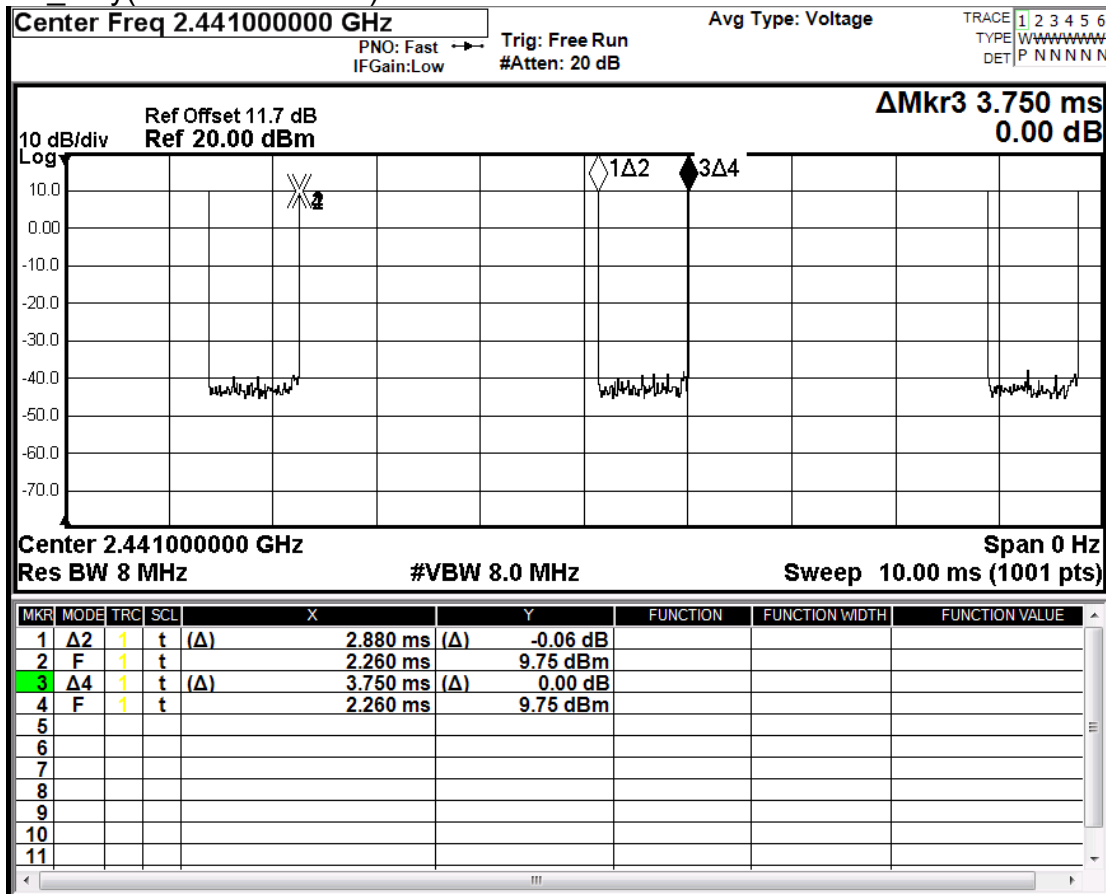 Center Freq 2.441000000 GHz
PNO: Fast
IFGain:Low
Trig: Free Run
#Atten: 20 dB
Avg Type: Voltage
TRACE 1 2 3 4 5 6
TYPE WWWWWW
DET P N N N N N
ΔMkr3 3.750 ms
0.00 dB
Ref Offset 11.7 dB
10 dB/div Ref 20.00 dBm
Log
1Δ2
3Δ4
10.0
0.00
-10.0
-20.0
-30.0
-40.0
-50.0
-60.0
-70.0
Center 2.441000000 GHz Span 0 Hz
Res BW 8 MHz #VBW 8.0 MHz Sweep 10.00 ms (1001 pts)
MKR MODE TRC SCL X Y FUNCTION FUNCTION WIDTH FUNCTION VALUE
1 Δ2 1 t (Δ) 2.880 ms (Δ) -0.06 dB
2 F 1 t 2.260 ms 9.75 dBm
3 Δ4 1 t (Δ) 3.750 ms (Δ) 0.00 dB
4 F 1 t 2.260 ms 9.75 dBm
5
6
7
8
9
10
11